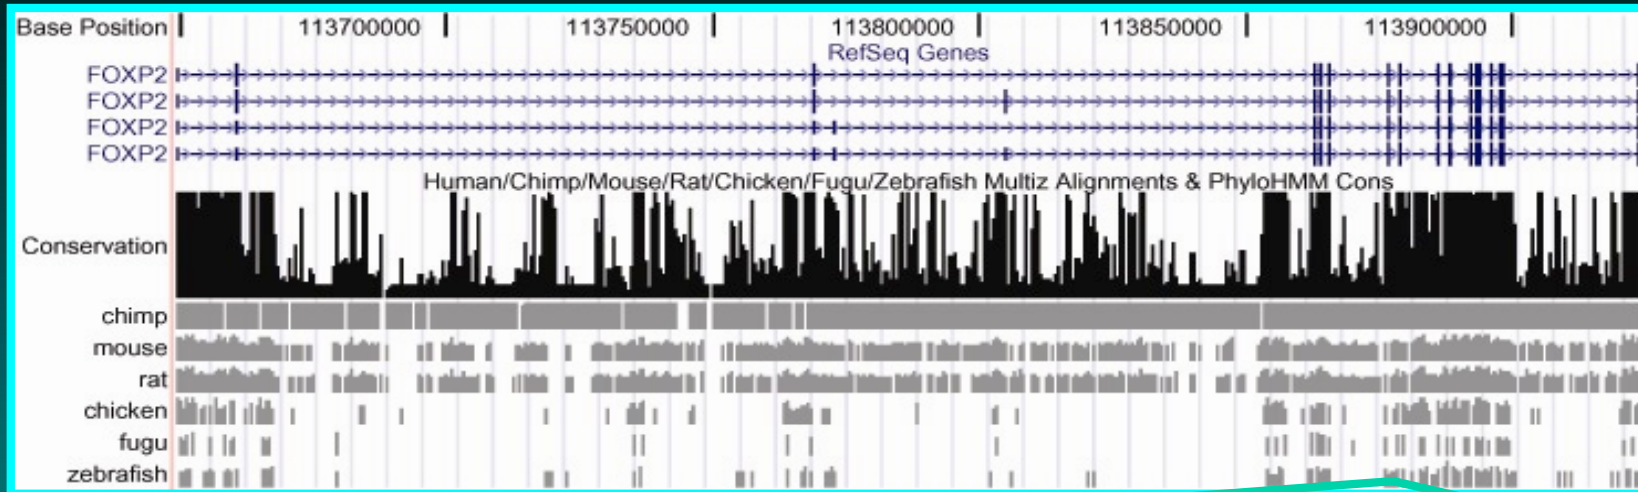 Base Position 113700000 113750000 113800000 113850000 113900000
RefSeq Genes
FOXP2
FOXP2
FOXP2
FOXP2
Human/Chimp/Mouse/Rat/Chicken/Fugu/Zebrafish Multiz Alignments & PhyloHMM Cons
Conservation
chimp
mouse
rat
chicken
fugu
zebrafish